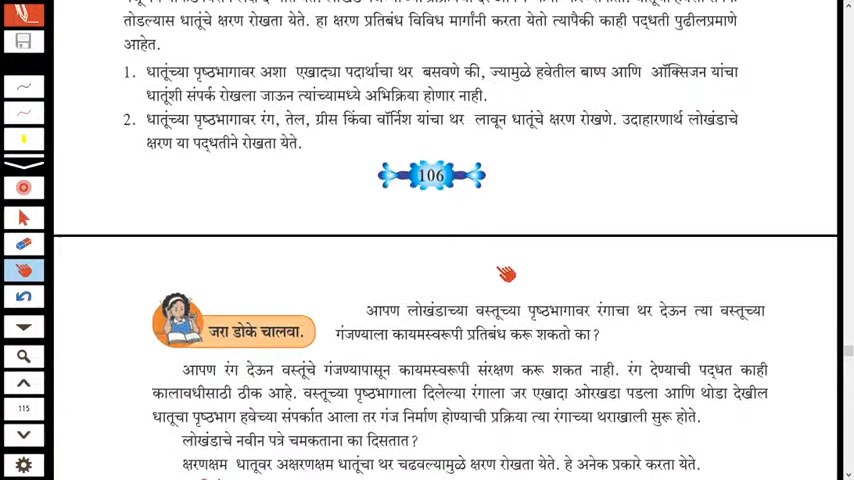 तोडल्यास धातूंचे क्षरण रोखता येते. हा क्षरण प्रतिबंध विविध मार्गांनी करता येतो त्यापैकी काही पद्धती पुढीलप्रमाणे
आहेत.
1. धातूंच्या पृष्ठभागावर अशा एखाद्या पदार्थाचा थर बसवणे की, ज्यामुळे हवेतील बाष्प आणि ऑक्सिजन यांचा
धातूंशी संपर्क रोखला जाऊन त्यांच्यामध्ये अभिक्रिया होणार नाही.
2. धातूंच्या पृष्ठभागावर रंग, तेल, ग्रीस किंवा वॉर्निश यांचा थर लावून धातूंचे क्षरण रोखणे. उदाहरणार्थ लोखंडाचे
क्षरण या पद्धतीने रोखता येते.
106
जरा डोके चालवा.
आपण लोखंडाच्या वस्तूच्या पृष्ठभागावर रंगाचा थर देऊन त्या वस्तूच्या
गंजण्याला कायमस्वरूपी प्रतिबंध करू शकतो का?
आपण रंग देऊन वस्तूंचे गंजण्यापासून कायमस्वरूपी संरक्षण करू शकत नाही. रंग देण्याची पद्धत काही
कालावधीसाठी ठीक आहे. वस्तूच्या पृष्ठभागाला दिलेल्या रंगाला जर एखादा ओरखडा पडला आणि थोडा देखील
धातूचा पृष्ठभाग हवेच्या संपर्कात आला तर गंज निर्माण होण्याची प्रक्रिया त्या रंगाच्या थराखाली सुरू होते.
लोखंडाचे नवीन पत्रे चमकताना का दिसतात?
क्षरणक्षम धातूवर अक्षरणक्षम धातूंचा थर चढवल्यामुळे क्षरण रोखता येते. हे अनेक प्रकारे करता येते.
115